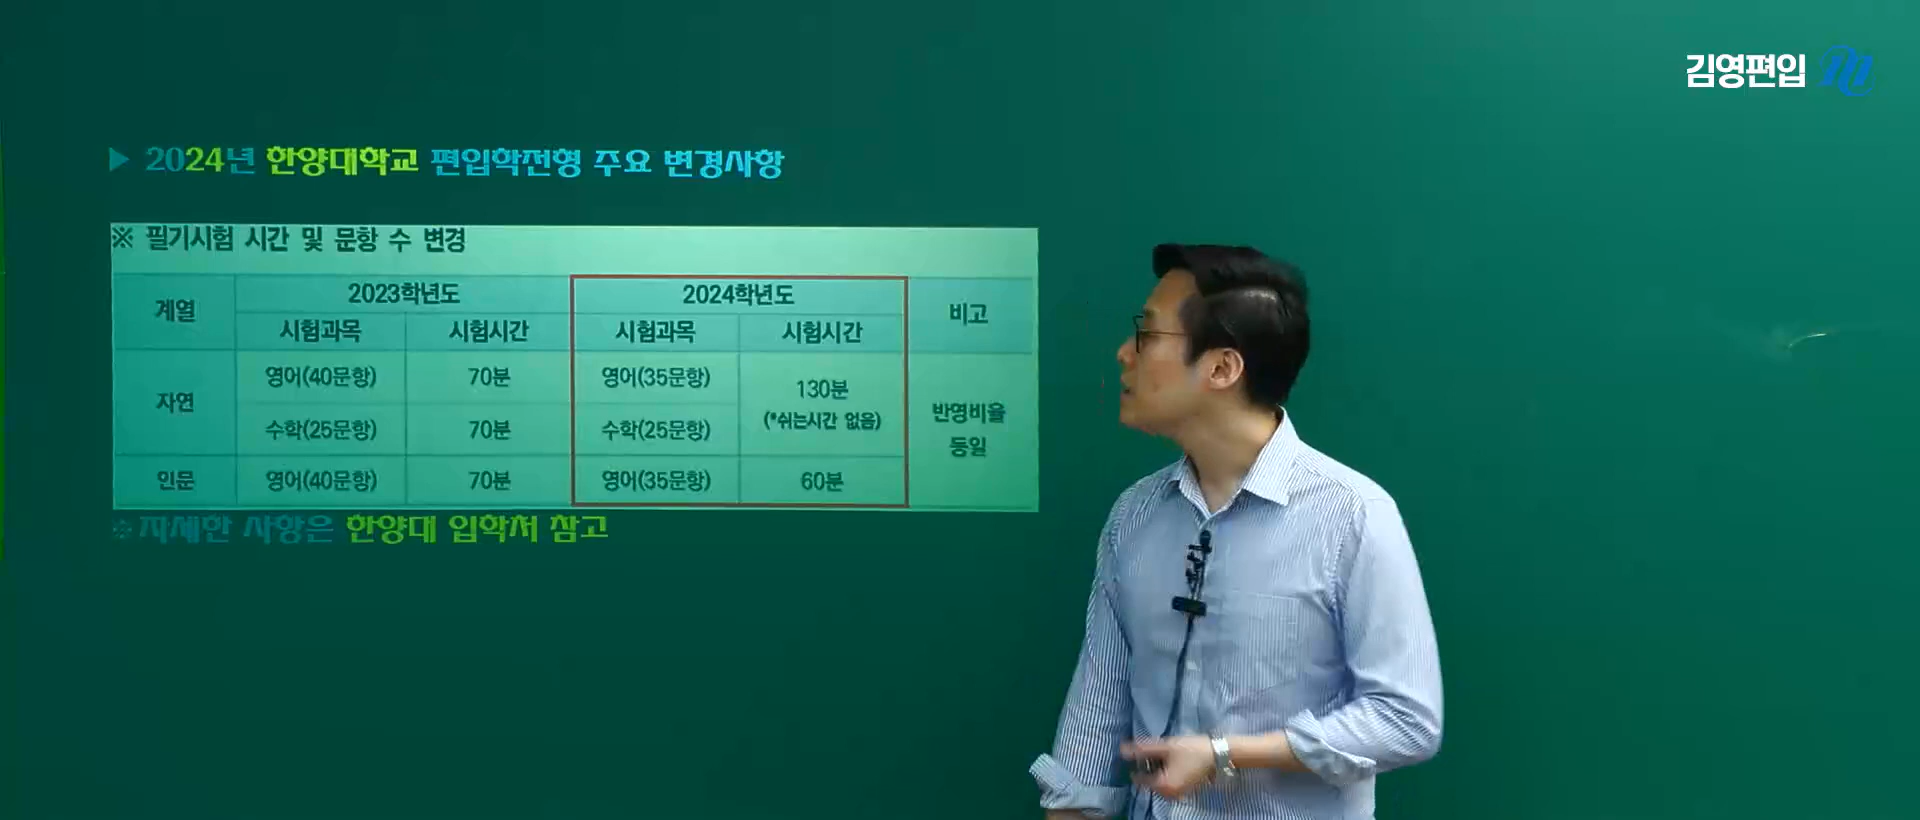 김영편입
▶ 2024년 한양대학교 편입학전형 주요 변경사항
※ 필기시험 시간 및 문항 수 변경
계열 2023학년도 2024학년도 비고
시험과목 시험시간 시험과목 시험시간
자연 영어(40문항) 70분 영어(35문항) 130분 (*쉬는시간 없음) 반영비율 동일
수학(25문항) 70분 수학(25문항)
인문 영어(40문항) 70분 영어(35문항) 60분
※자세한 사항은 한양대 입학처 참고